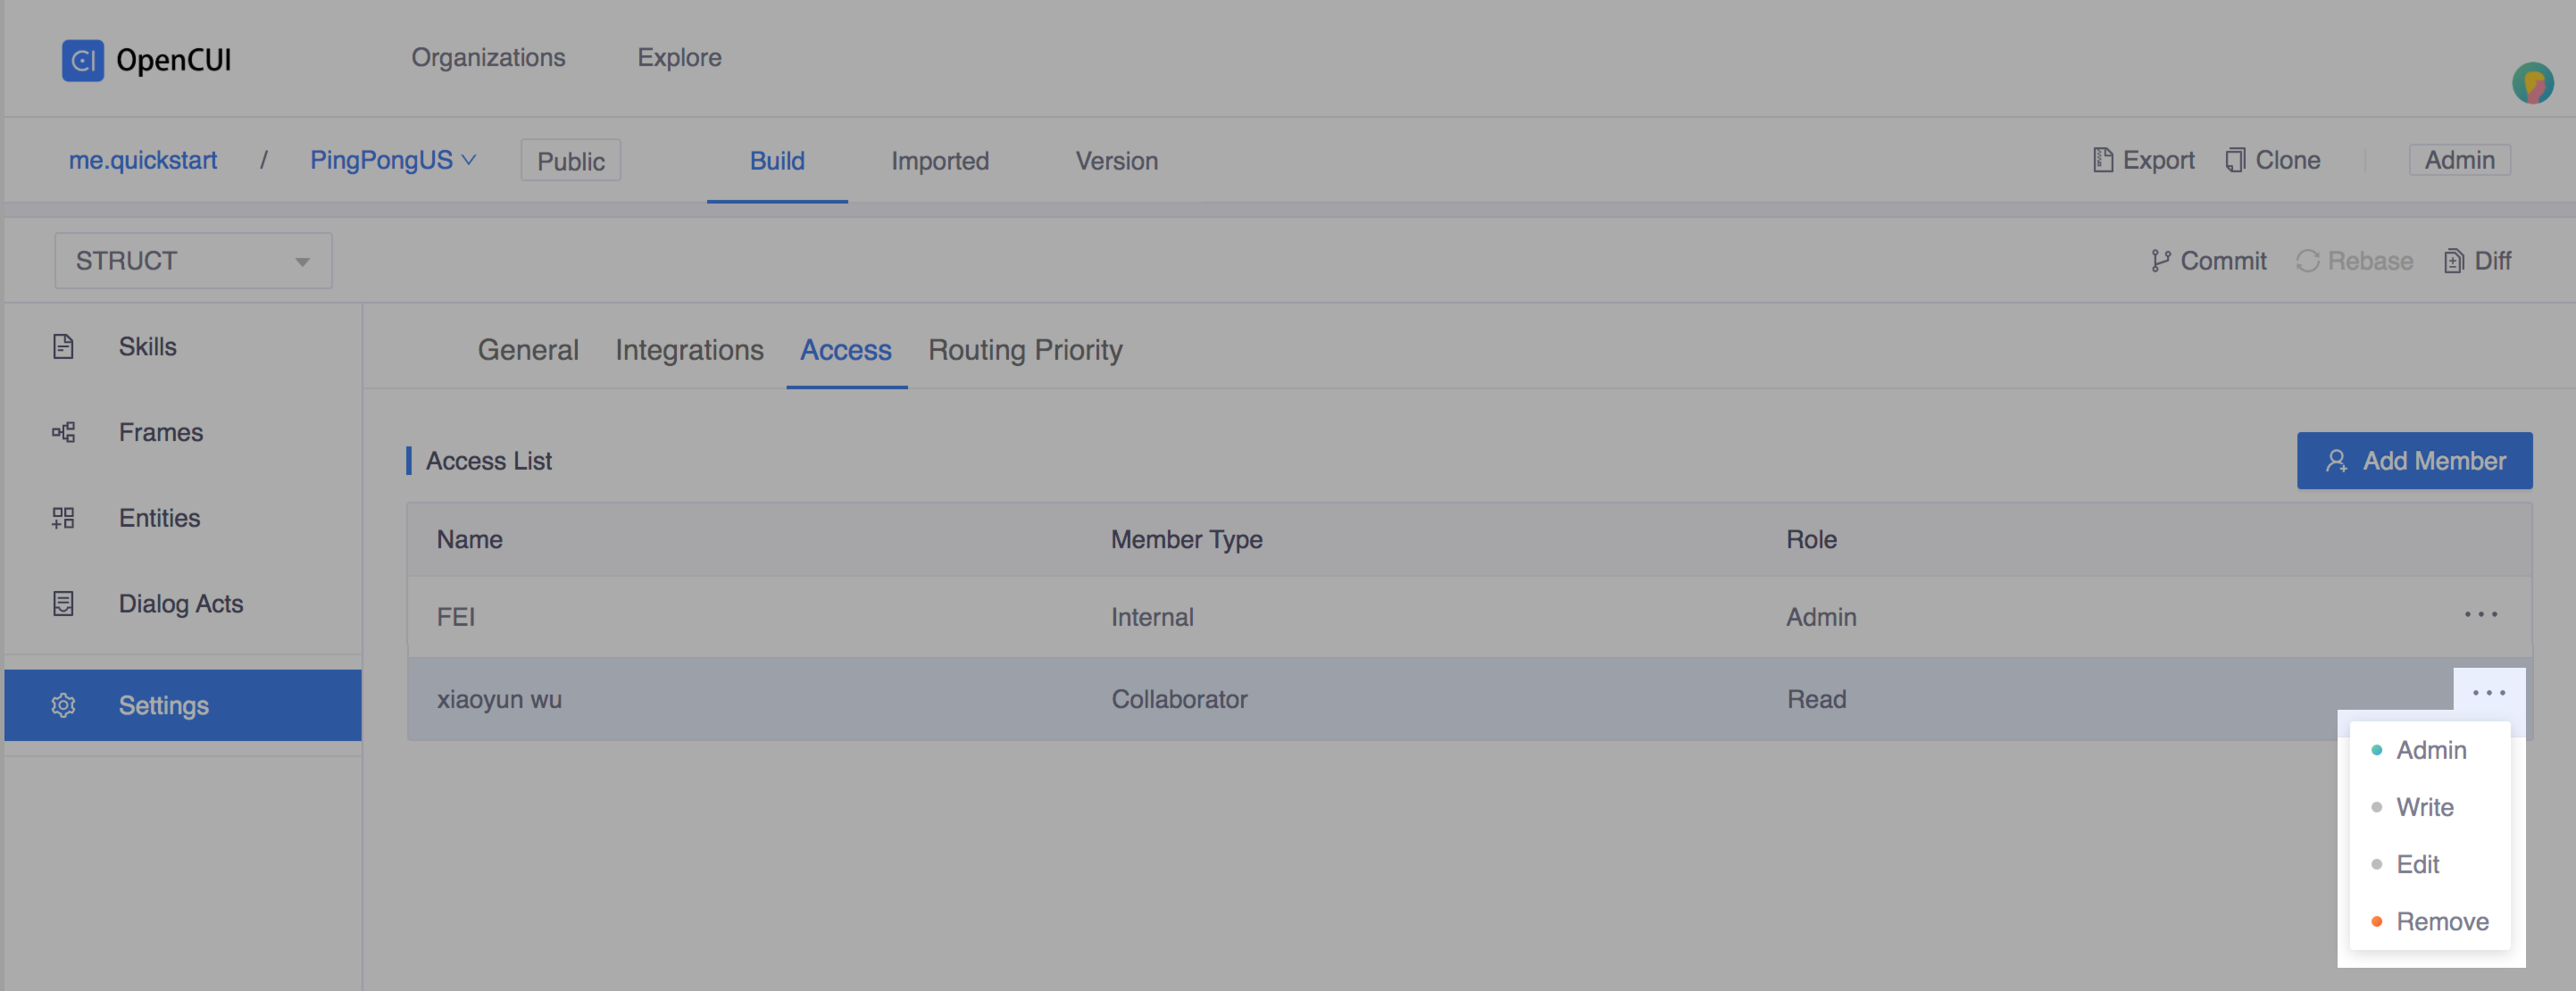 CI OpenCUI Organizations Explore
me.quickstart / PingPongUS Public Build Imported Version Export Clone Admin
STRUCT Commit Rebase Diff
Skills
Frames
Entities
Dialog Acts
Settings
General Integrations Access Routing Priority
Access List Add Member
Name Member Type Role
FEI Internal Admin ...
xiaoyun wu Collaborator Read ...
Admin
Write
Edit
Remove